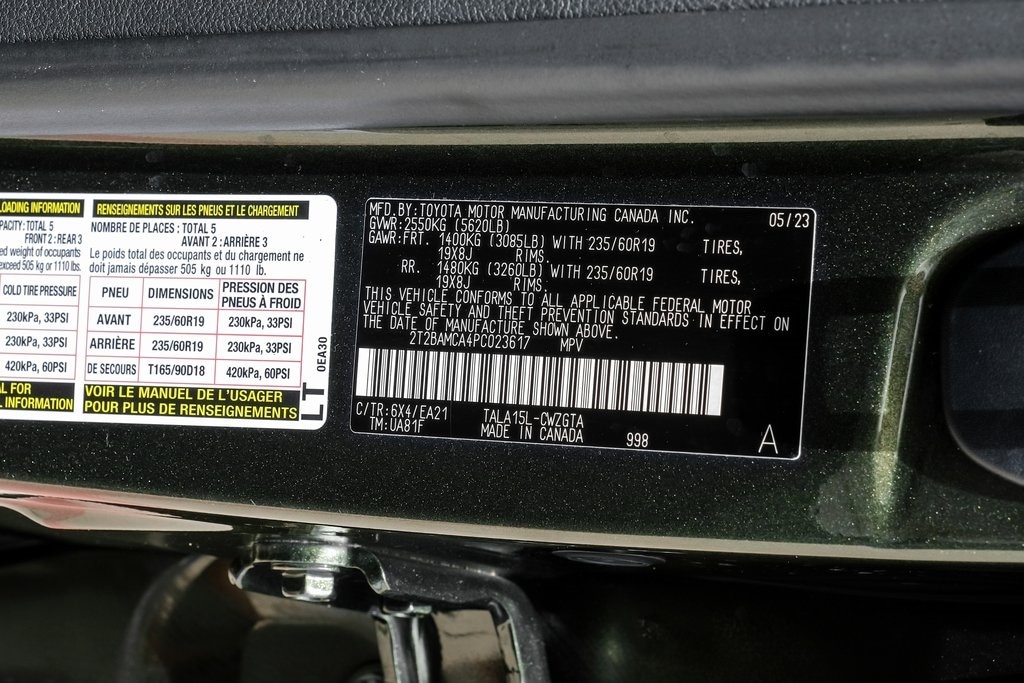 LOADING INFORMATION
PACITY: TOTAL 5
FRONT 2 : REAR 3
ed weight of occupants
exceed 505 kg or 1110 lbs.
COLD TIRE PRESSURE
230kPa, 33PSI
230kPa, 33PSI
420kPa, 60PSI
AL FOR
INFORMATION
RENSEIGNEMENTS SUR LES PNEUS ET LE CHARGEMENT
NOMBRE DE PLACES : TOTAL 5
AVANT 2 : ARRIÈRE 3
Le poids total des occupants et du chargement ne
doit jamais dépasser 505 kg ou 1110 lb.
PNEU DIMENSIONS PRESSION DES PNEUS À FROID
AVANT 235/60R19 230kPa, 33PSI
ARRIÈRE 235/60R19 230kPa, 33PSI
DE SECOURS T165/90D18 420kPa, 60PSI
VOIR LE MANUEL DE L'USAGER
POUR PLUS DE RENSEIGNEMENTS
LT 0EA30
MFD.BY:TOYOTA MOTOR MANUFACTURING CANADA INC. 05/23
GVWR:2550KG (5620LB)
GAWR:FRT. 1400KG (3085LB) WITH 235/60R19 TIRES,
19X8J RIMS.
RR. 1480KG (3260LB) WITH 235/60R19 TIRES,
19X8J RIMS.
THIS VEHICLE CONFORMS TO ALL APPLICABLE FEDERAL MOTOR
VEHICLE SAFETY AND THEFT PREVENTION STANDARDS IN EFFECT ON
THE DATE OF MANUFACTURE SHOWN ABOVE.
2T2BAMCA4PC023617 MPV
C/TR:6X4/EA21 TALA15L-CWZGTA
TM:UA81F MADE IN CANADA 998 A